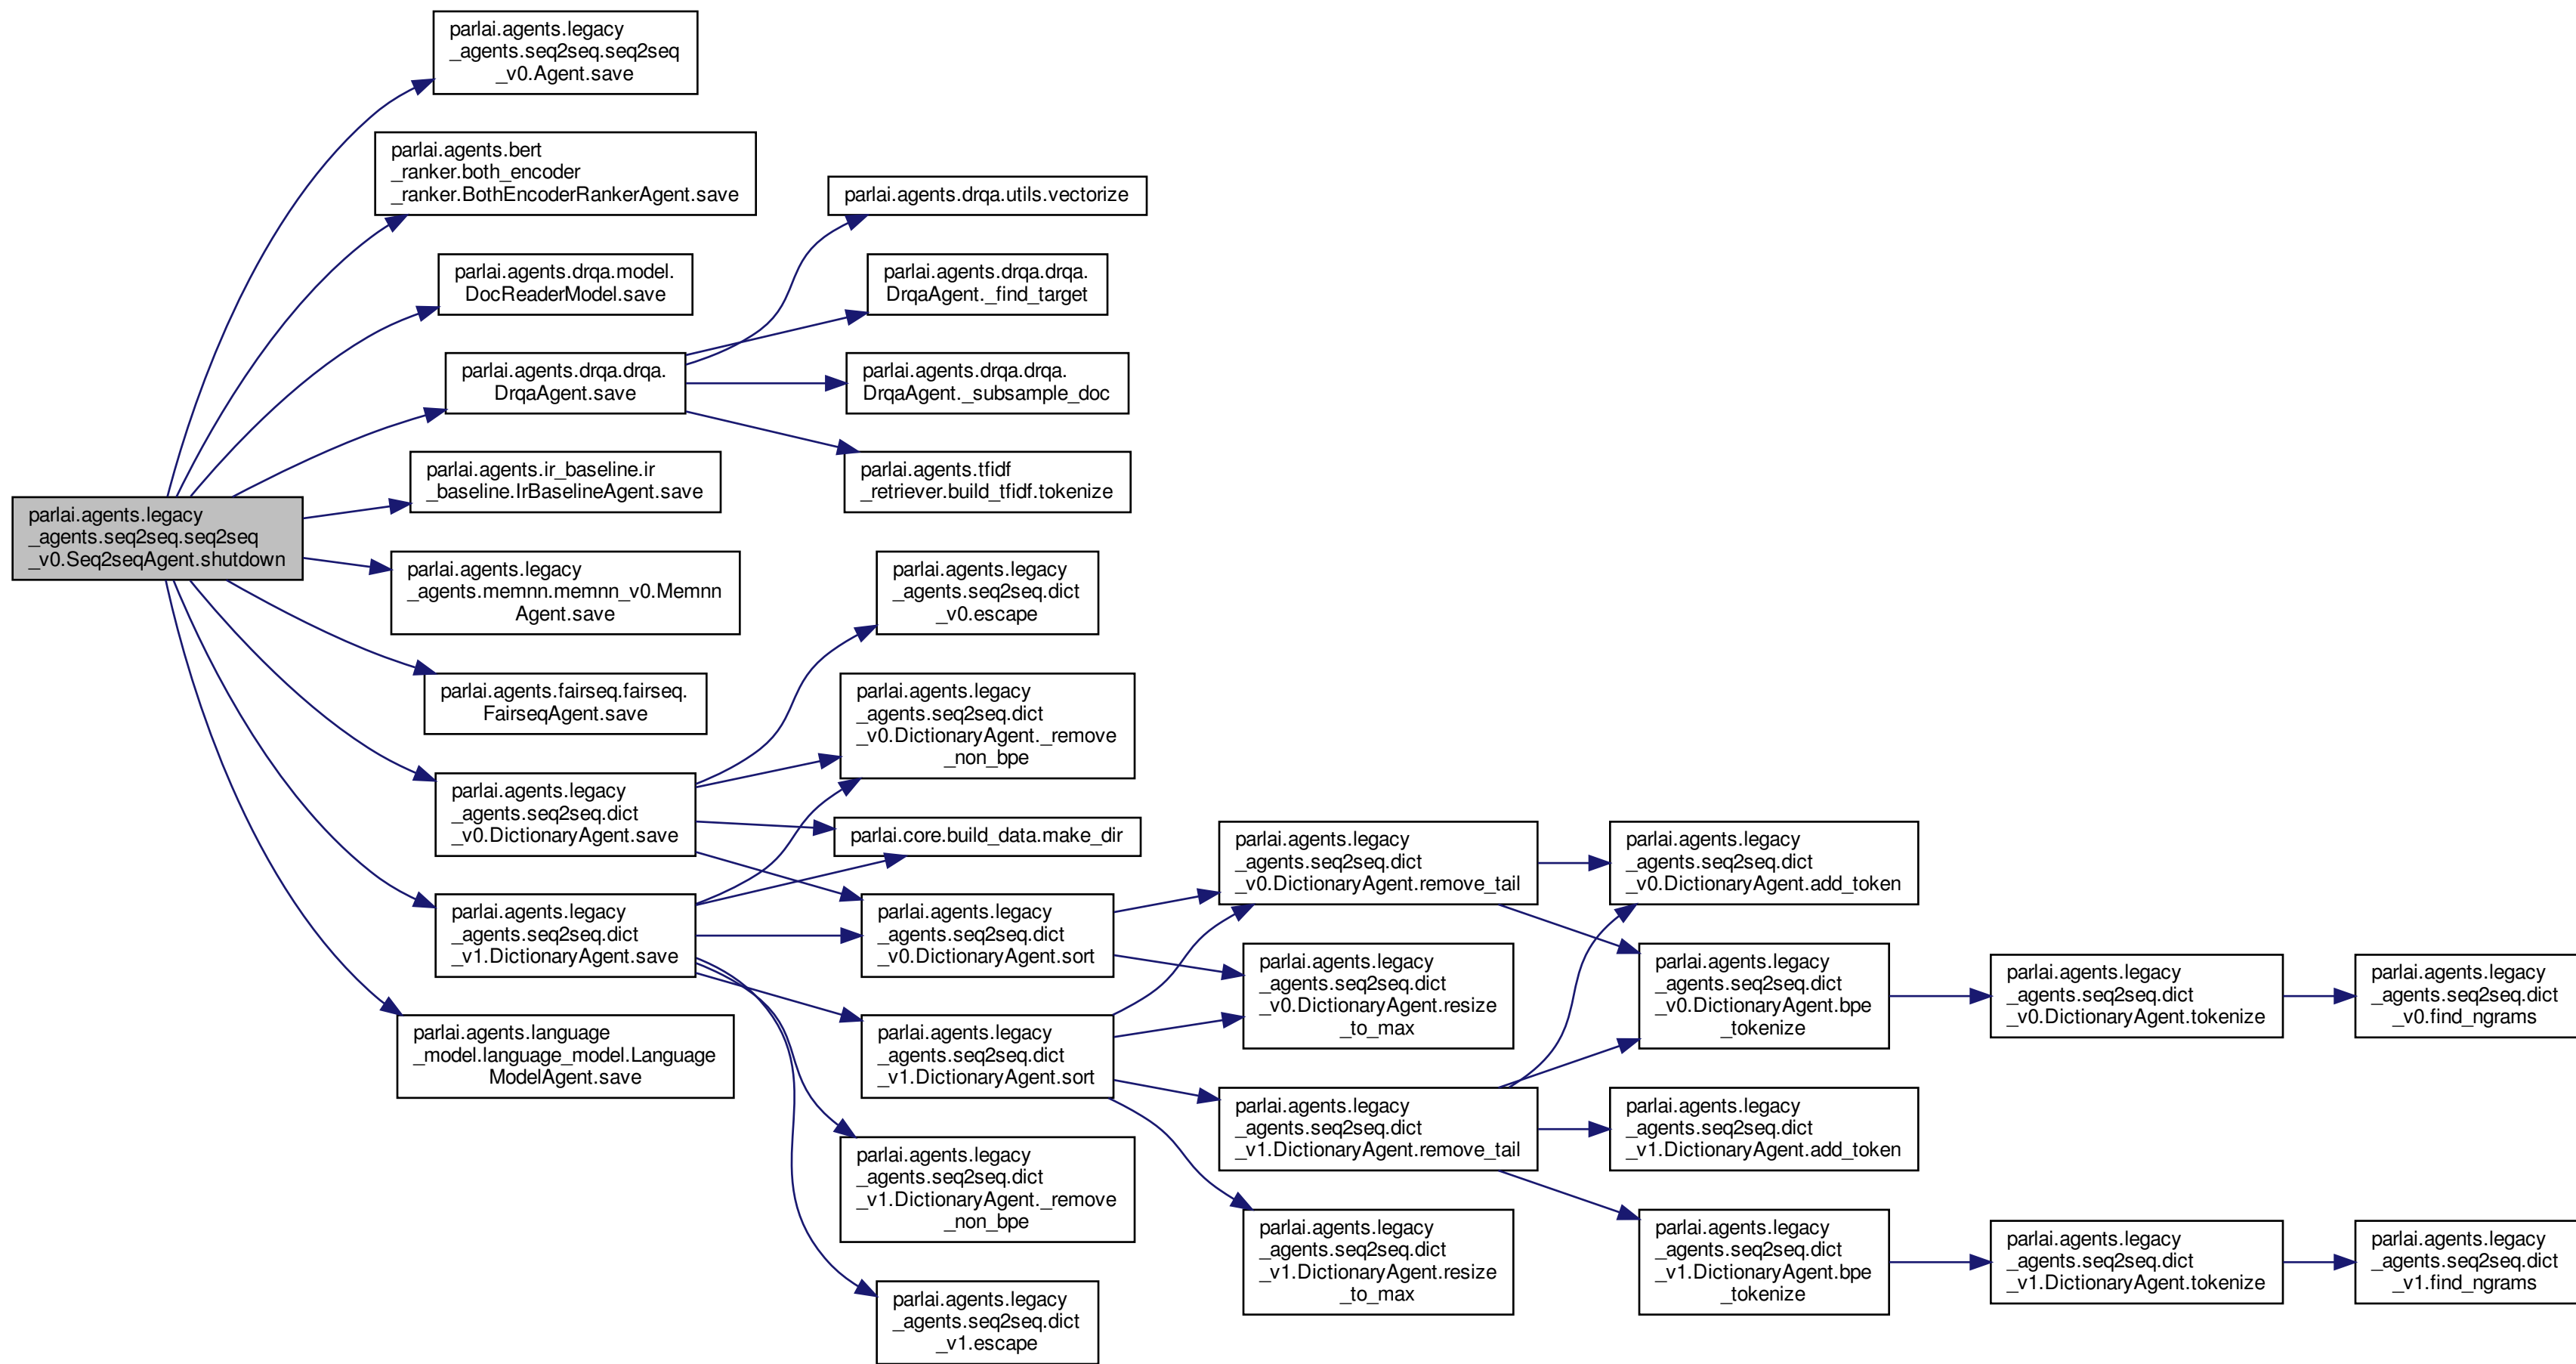 parlai.agents.legacy
_agents.seq2seq.seq2seq
_v0.Seq2seqAgent.shutdown
parlai.agents.legacy
_agents.seq2seq.seq2seq
_v0.Agent.save
parlai.agents.bert
_ranker.both_encoder
_ranker.BothEncoderRankerAgent.save
parlai.agents.drqa.model.
DocReaderModel.save
parlai.agents.drqa.drqa.
DrqaAgent.save
parlai.agents.ir_baseline.ir
_baseline.IrBaselineAgent.save
parlai.agents.legacy
_agents.memnn.memnn_v0.Memnn
Agent.save
parlai.agents.fairseq.fairseq.
FairseqAgent.save
parlai.agents.legacy
_agents.seq2seq.dict
_v0.DictionaryAgent.save
parlai.agents.legacy
_agents.seq2seq.dict
_v1.DictionaryAgent.save
parlai.agents.language
_model.language_model.Language
ModelAgent.save
parlai.agents.drqa.utils.vectorize
parlai.agents.drqa.drqa.
DrqaAgent._find_target
parlai.agents.drqa.drqa.
DrqaAgent._subsample_doc
parlai.agents.tfidf
_retriever.build_tfidf.tokenize
parlai.agents.legacy
_agents.seq2seq.dict
_v0.escape
parlai.agents.legacy
_agents.seq2seq.dict
_v0.DictionaryAgent._remove
_non_bpe
parlai.core.build_data.make_dir
parlai.agents.legacy
_agents.seq2seq.dict
_v0.DictionaryAgent.sort
parlai.agents.legacy
_agents.seq2seq.dict
_v1.DictionaryAgent.sort
parlai.agents.legacy
_agents.seq2seq.dict
_v1.DictionaryAgent._remove
_non_bpe
parlai.agents.legacy
_agents.seq2seq.dict
_v1.escape
parlai.agents.legacy
_agents.seq2seq.dict
_v0.DictionaryAgent.remove_tail
parlai.agents.legacy
_agents.seq2seq.dict
_v0.DictionaryAgent.resize
_to_max
parlai.agents.legacy
_agents.seq2seq.dict
_v1.DictionaryAgent.remove_tail
parlai.agents.legacy
_agents.seq2seq.dict
_v1.DictionaryAgent.resize
_to_max
parlai.agents.legacy
_agents.seq2seq.dict
_v0.DictionaryAgent.add_token
parlai.agents.legacy
_agents.seq2seq.dict
_v0.DictionaryAgent.bpe
_tokenize
parlai.agents.legacy
_agents.seq2seq.dict
_v1.DictionaryAgent.add_token
parlai.agents.legacy
_agents.seq2seq.dict
_v1.DictionaryAgent.bpe
_tokenize
parlai.agents.legacy
_agents.seq2seq.dict
_v0.DictionaryAgent.tokenize
parlai.agents.legacy
_agents.seq2seq.dict
_v0.find_ngrams
parlai.agents.legacy
_agents.seq2seq.dict
_v1.DictionaryAgent.tokenize
parlai.agents.legacy
_agents.seq2seq.dict
_v1.find_ngrams